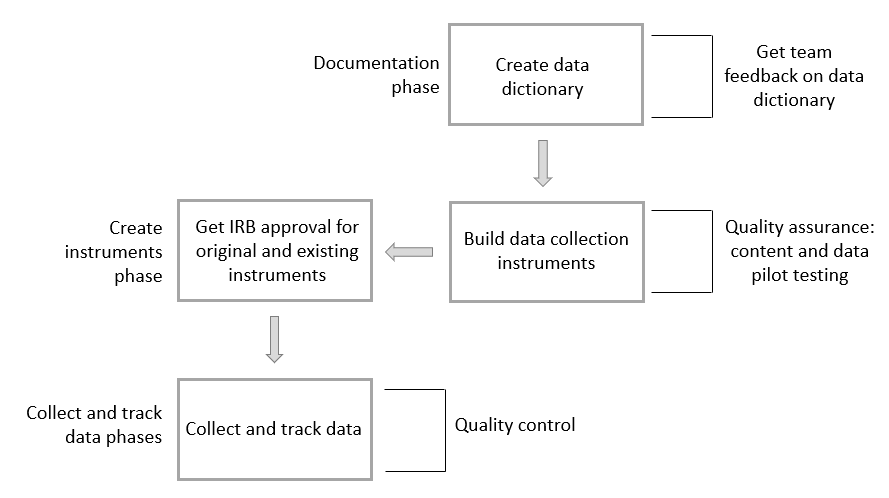 Documentation
phase
Create data
dictionary
Get team
feedback on data
dictionary
Create
instruments
phase
Get IRB approval for
original and existing
instruments
Build data collection
instruments
Quality assurance:
content and data
pilot testing
Collect and track
data phases
Collect and track data
Quality control